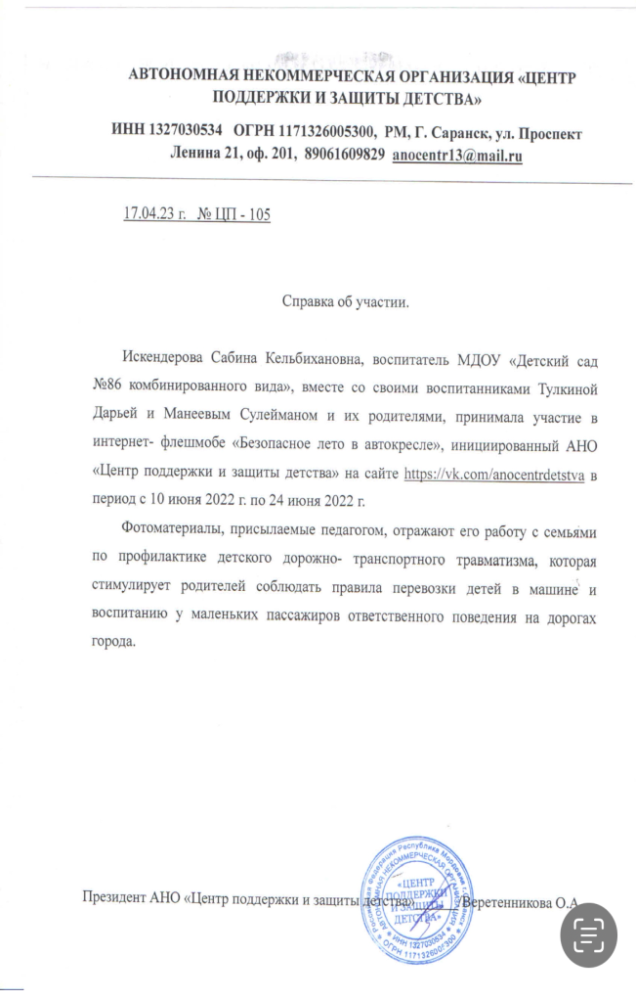 АВТОНОМНАЯ НЕКОММЕРЧЕСКАЯ ОРГАНИЗАЦИЯ «ЦЕНТР
ПОДДЕРЖКИ И ЗАЩИТЫ ДЕТСТВА»
ИНН 1327030534 ОГРН 1171326005300, РМ, Г. Саранск, ул. Проспект
Ленина 21, оф. 201, 89061609829 anocentr13@mail.ru
17.04.23 г. № ЦП - 105
Справка об участии.
Искендерова Сабина Кельбихановна, воспитатель МДОУ «Детский сад
№86 комбинированного вида», вместе со своими воспитанниками Тулкиной
Дарьей и Манеевым Сулейманом и их родителями, принимала участие в
интернет- флешмобе «Безопасное лето в автокресле», инициированный АНО
«Центр поддержки и защиты детства» на сайте https://vk.com/anocentrdetstva в
период с 10 июня 2022 г. по 24 июня 2022 г.
Фотоматериалы, присылаемые педагогом, отражают его работу с семьями
по профилактике детского дорожно- транспортного травматизма, которая
стимулирует родителей соблюдать правила перевозки детей в машине и
воспитанию у маленьких пассажиров ответственного поведения на дорогах
города.
Президент АНО «Центр поддержки и защиты детства» Веретенникова О.А.
Российская Федерация Республика Мордовия г. Саранск
АВТОНОМНАЯ НЕКОММЕРЧЕСКАЯ ОРГАНИЗАЦИЯ
«ЦЕНТР
ПОДДЕРЖКИ
И ЗАЩИТЫ
ДЕТСТВА»
ИНН 1327030534
ОГРН 1171326005300